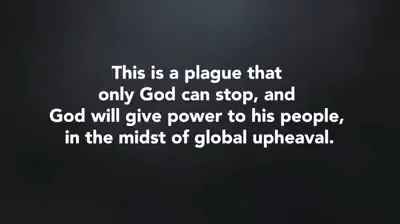 This is a plague that
only God can stop, and
God will give power to his people,
in the midst of global upheaval.